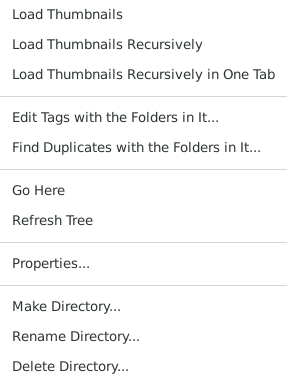 Load Thumbnails
Load Thumbnails Recursively
Load Thumbnails Recursively in One Tab
Edit Tags with the Folders in It...
Find Duplicates with the Folders in It...
Go Here
Refresh Tree
Properties...
Make Directory...
Rename Directory...
Delete Directory...